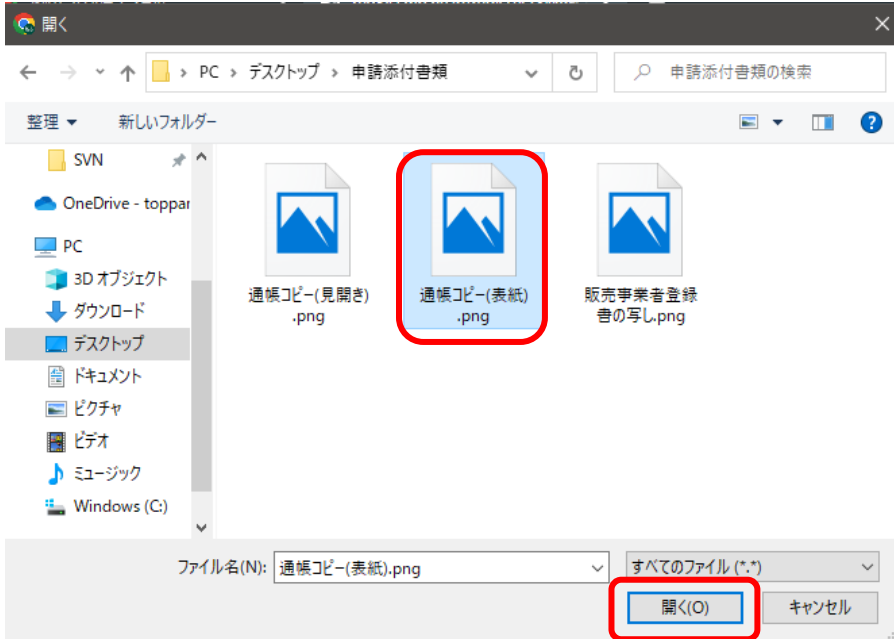 開く
PC › デスクトップ › 申請添付書類
申請添付書類の検索
整理
新しいフォルダー
SVN
OneDrive - toppar
PC
3D オブジェクト
ダウンロード
デスクトップ
ドキュメント
ピクチャ
ビデオ
ミュージック
Windows (C:)
通帳コピー(見開き)
.png
通帳コピー(表紙)
.png
販売事業者登録
書の写し.png
ファイル名(N): 通帳コピー(表紙).png
すべてのファイル (*.*)
開く(O)
キャンセル